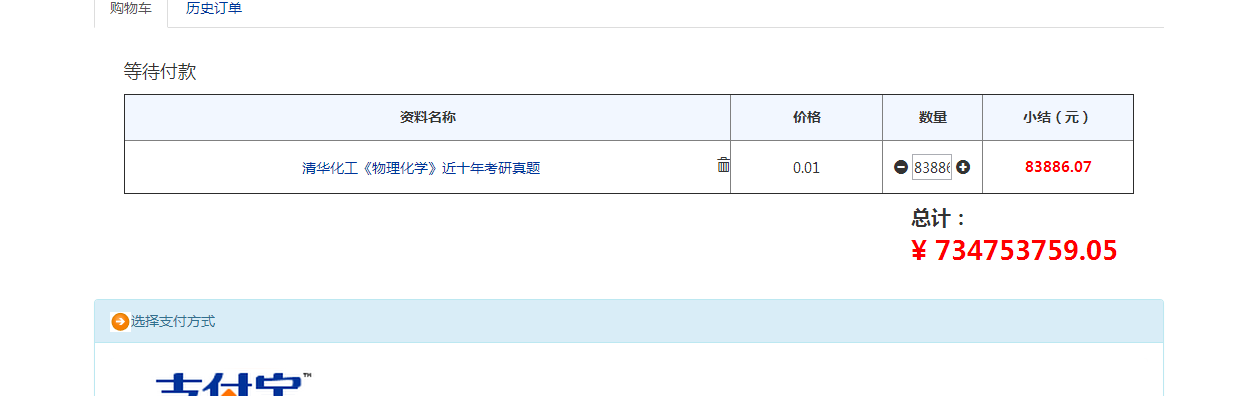 购物车 历史订单
等待付款
资料名称 价格 数量 小结（元）
清华化工《物理化学》近十年考研真题 0.01 83886 83886.07
总计：
¥ 734753759.05
选择支付方式
支付宝™